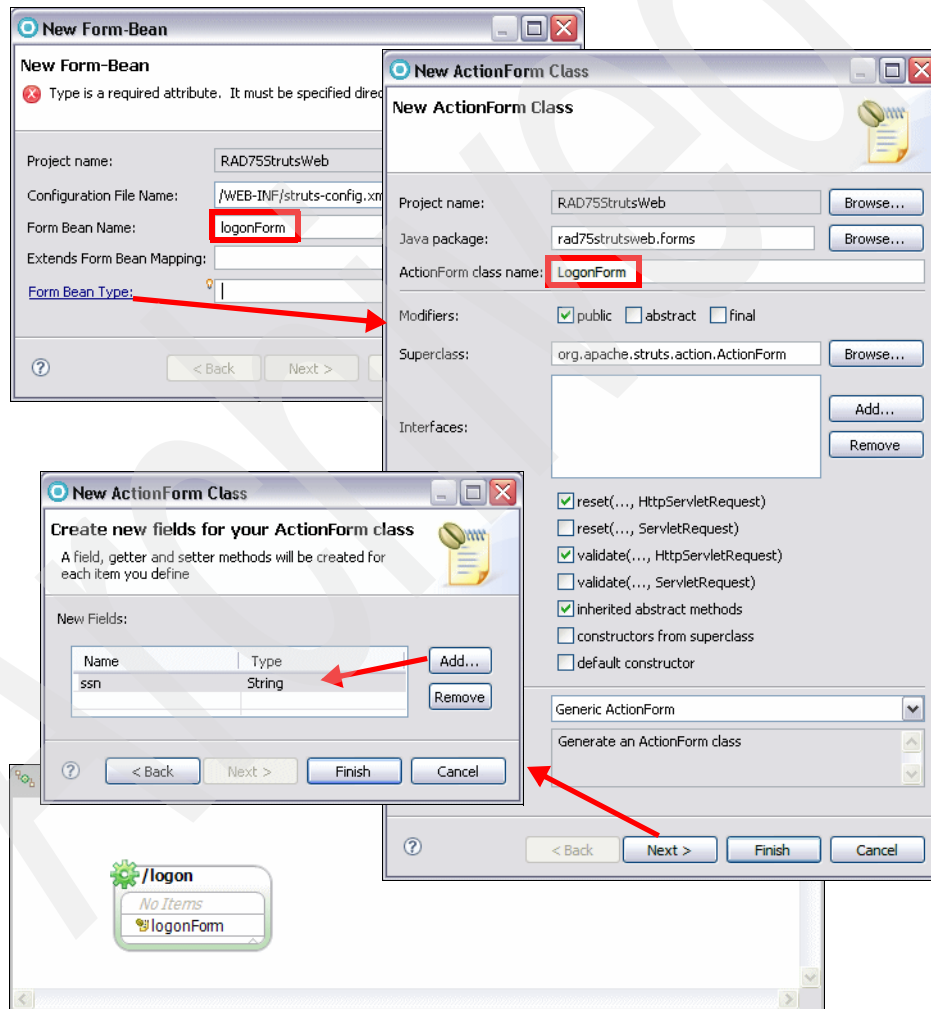 New Form-Bean
New Form-Bean
Type is a required attribute. It must be specified
Project name: RAD75StrutsWeb
Configuration File Name: /WEB-INF/struts-config.xm
Form Bean Name: logonForm
Extends Form Bean Mapping:
Form Bean Type:
< Back Next >
New ActionForm Class
New ActionForm Class
Project name: RAD75StrutsWeb Browse...
Java package: rad75strutsweb.forms Browse...
ActionForm class name: LogonForm
Modifiers: public abstract final
Superclass: org.apache.struts.action.ActionForm Browse...
Interfaces:
Add...
Remove
reset(..., HttpServletRequest)
reset(..., ServletRequest)
validate(..., HttpServletRequest)
validate(..., ServletRequest)
inherited abstract methods
constructors from superclass
default constructor
Generic ActionForm
Generate an ActionForm class
< Back Next > Finish Cancel
New ActionForm Class
Create new fields for your ActionForm class
A field, getter and setter methods will be created for
each item you define
New Fields:
Name Type
ssn String
Add...
Remove
< Back Next > Finish Cancel
/logon
No Items
logonForm